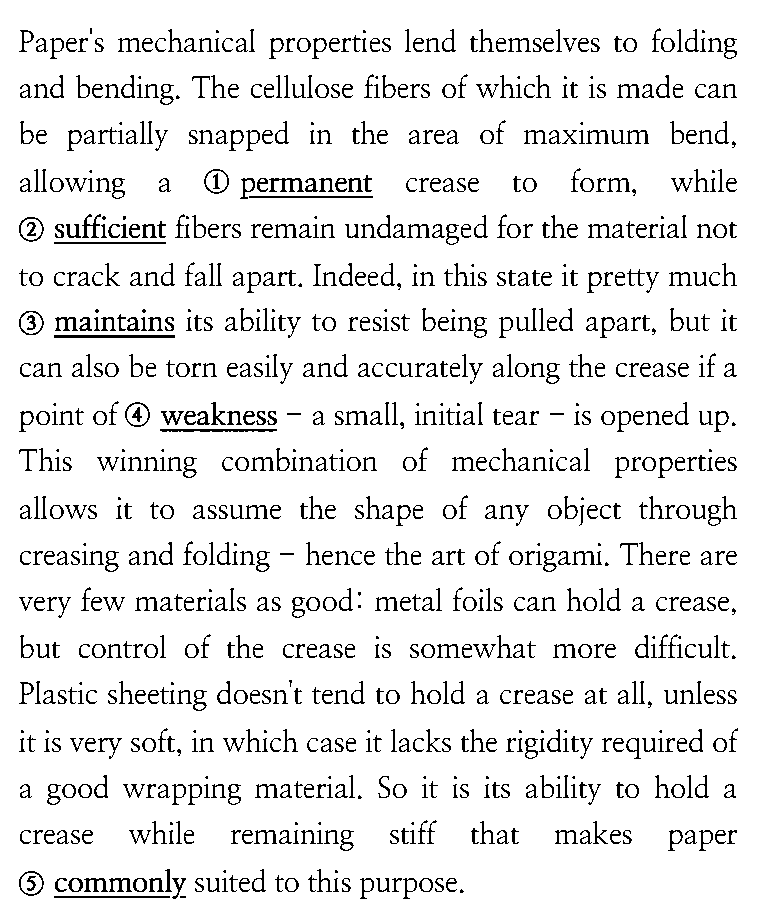 Paper's mechanical properties lend themselves to folding
and bending. The cellulose fibers of which it is made can
be partially snapped in the area of maximum bend,
allowing a ① permanent crease to form, while
② sufficient fibers remain undamaged for the material not
to crack and fall apart. Indeed, in this state it pretty much
③ maintains its ability to resist being pulled apart, but it
can also be torn easily and accurately along the crease if a
point of ④ weakness – a small, initial tear – is opened up.
This winning combination of mechanical properties
allows it to assume the shape of any object through
creasing and folding – hence the art of origami. There are
very few materials as good: metal foils can hold a crease,
but control of the crease is somewhat more difficult.
Plastic sheeting doesn't tend to hold a crease at all, unless
it is very soft, in which case it lacks the rigidity required of
a good wrapping material. So it is its ability to hold a
crease while remaining stiff that makes paper
⑤ commonly suited to this purpose.